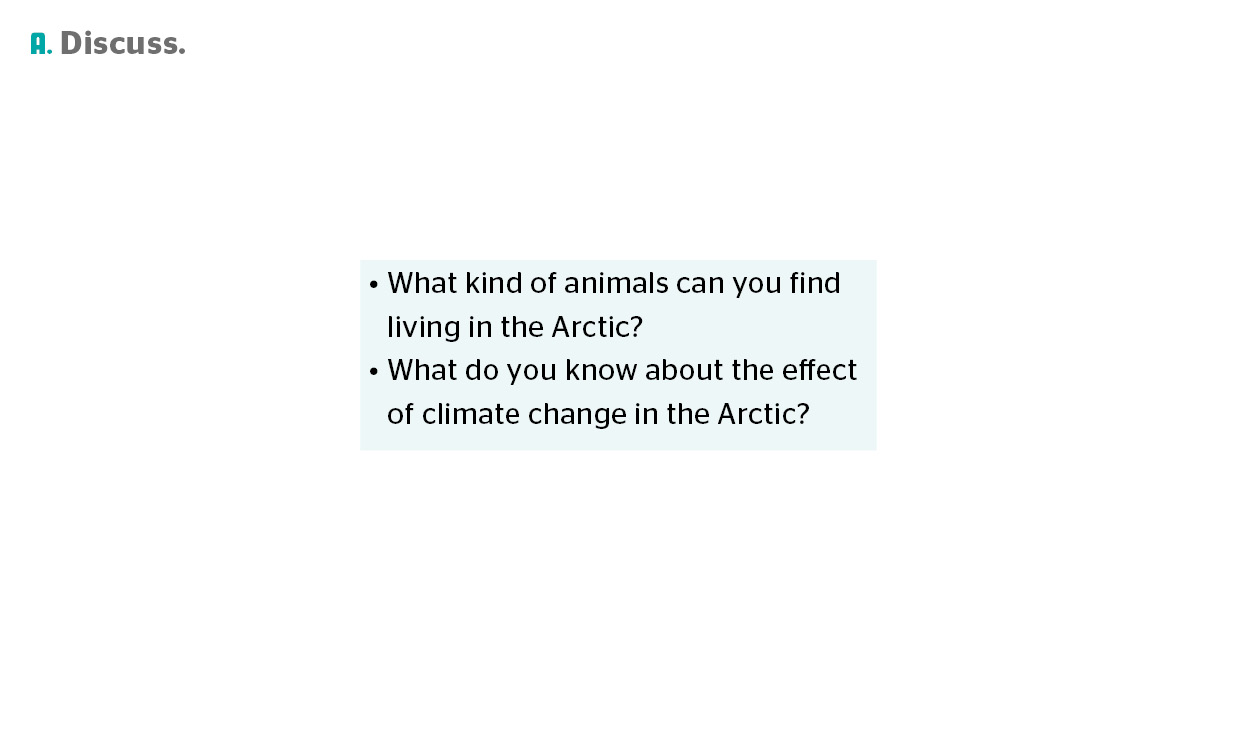 A. Discuss.
• What kind of animals can you find
living in the Arctic?
• What do you know about the effect
of climate change in the Arctic?